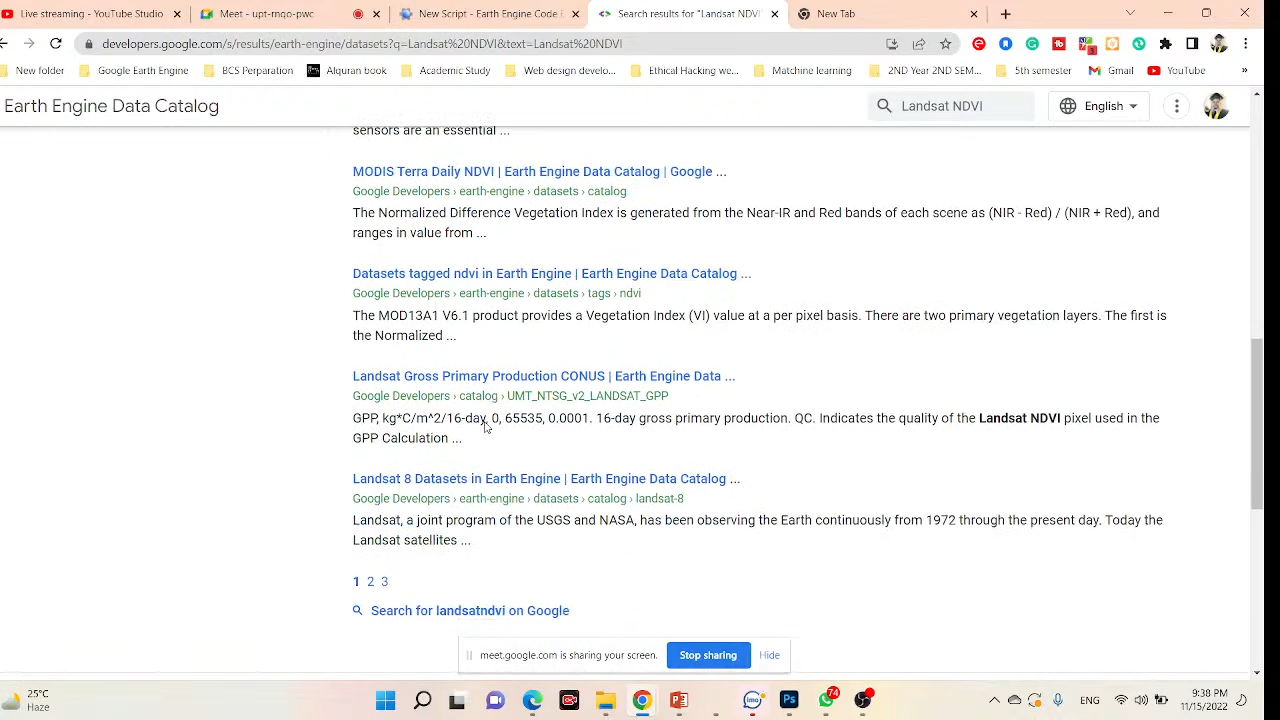 Live streaming - YouTube Studio
Meet - upt-rnqo-pwc
New Script - Earth Engine Code E
Search results for "Landsat NDVI"
New Tab
developers.google.com/s/results/earth-engine/dataset?q=Landsat%20NDVI&text=Landsat%20NDVI
New folder
Google Earth Engine
BCS Perparation
Alquran book
Academy Study
Web design develo...
Ethical Hacking we...
Matchine learning
2ND Year 2ND SEM...
5th semester
Gmail
YouTube
»
Earth Engine Data Catalog
Landsat NDVI
English
sensors are an essential ...
MODIS Terra Daily NDVI | Earth Engine Data Catalog | Google ...
Google Developers › earth-engine › datasets › catalog
The Normalized Difference Vegetation Index is generated from the Near-IR and Red bands of each scene as (NIR - Red) / (NIR + Red), and
ranges in value from ...
Datasets tagged ndvi in Earth Engine | Earth Engine Data Catalog ...
Google Developers › earth-engine › datasets › tags › ndvi
The MOD13A1 V6.1 product provides a Vegetation Index (VI) value at a per pixel basis. There are two primary vegetation layers. The first is
the Normalized ...
Landsat Gross Primary Production CONUS | Earth Engine Data ...
Google Developers › catalog › UMT_NTSG_v2_LANDSAT_GPP
GPP, kg*C/m^2/16-day, 0, 65535, 0.0001. 16-day gross primary production. QC. Indicates the quality of the Landsat NDVI pixel used in the
GPP Calculation ...
Landsat 8 Datasets in Earth Engine | Earth Engine Data Catalog ...
Google Developers › earth-engine › datasets › catalog › landsat-8
Landsat, a joint program of the USGS and NASA, has been observing the Earth continuously from 1972 through the present day. Today the
Landsat satellites ...
1 2 3
Search for landsatndvi on Google
meet.google.com is sharing your screen.
Stop sharing
Hide
25°C
Haze
imo
Ps
74
ENG
9:38 PM
11/15/2022